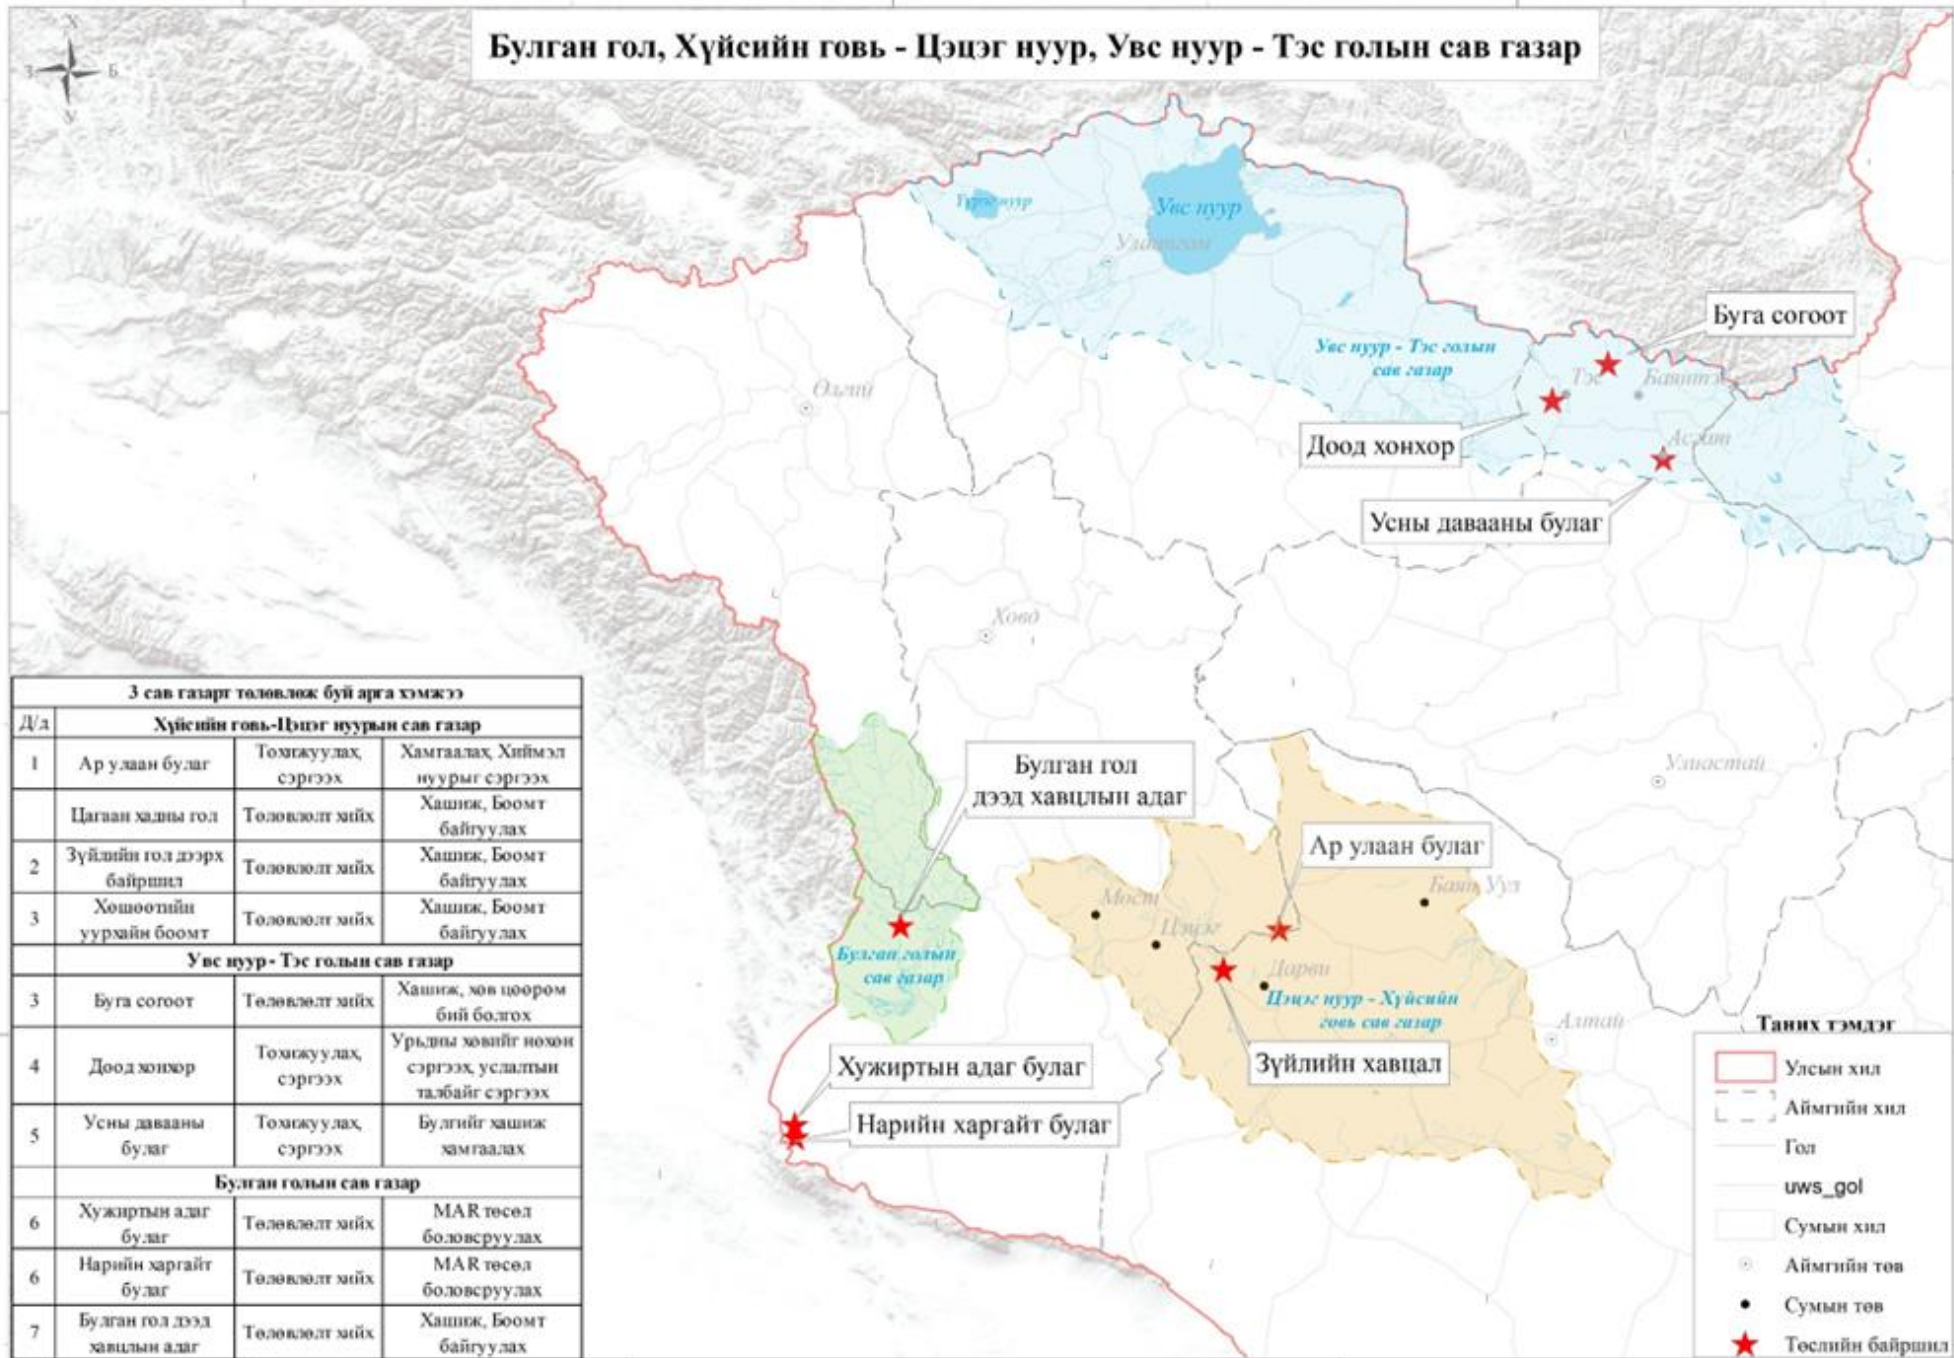 Булган гол, Хүйсийн говь - Цэцэг нуур, Увс нуур - Тэс голын сав газар
Х
З
Б
У
Увс нуур
Улаангом
Буга согоот
Увс нуур - Тэс голын
сав газар
Тэс
Өлгий
Доод хонхор
Усны давааны булаг
Ховд
Улиастай
Булган гол
дээд хавцлын адаг
Ар улаан булаг
Мөст
Баян Уул
Цэцэг
Булган голын
сав газар
Дарви
Цэцэг нуур - Хүйсийн
говь сав газар
Алтай
Зүйлийн хавцал
Хужиртын адаг булаг
Нарийн харгайт булаг
3 сав газарт төлөвлөж буй арга хэмжээ
Д/д
Хүйсийн говь-Цэцэг нуурын сав газар
1
Ар улаан булаг
Тохижуулах,
сэргээх
Хамгаалах, Хиймэл
нуурыг сэргээх
Цагаан хадны гол
Төлөвлөлт хийх
Хашиж, Боомт
байгуулах
2
Зүйлийн гол дээрх
байршил
Төлөвлөлт хийх
Хашиж, Боомт
байгуулах
3
Хөшөөтийн
уурхайн боомт
Төлөвлөлт хийх
Хашиж, Боомт
байгуулах
Увс нуур - Тэс голын сав газар
3
Буга согоот
Төлөвлөлт хийх
Хашиж, хөв цөөрөм
бий болгох
4
Доод хонхор
Тохижуулах,
сэргээх
Урьдны хөвийг нөхөн
сэргээх, услалтын
талбайг сэргээх
5
Усны давааны
булаг
Тохижуулах,
сэргээх
Булгийг хашиж
хамгаалах
Булган голын сав газар
6
Хужиртын адаг
булаг
Төлөвлөлт хийх
MAR төсөл
боловсруулах
6
Нарийн харгайт
булаг
Төлөвлөлт хийх
MAR төсөл
боловсруулах
7
Булган гол дээд
хавцлын адаг
Төлөвлөлт хийх
Хашиж, Боомт
байгуулах
Таних тэмдэг
Улсын хил
Аймгийн хил
Гол
uws_gol
Сумын хил
Аймгийн төв
Сумын төв
Төслийн байршил